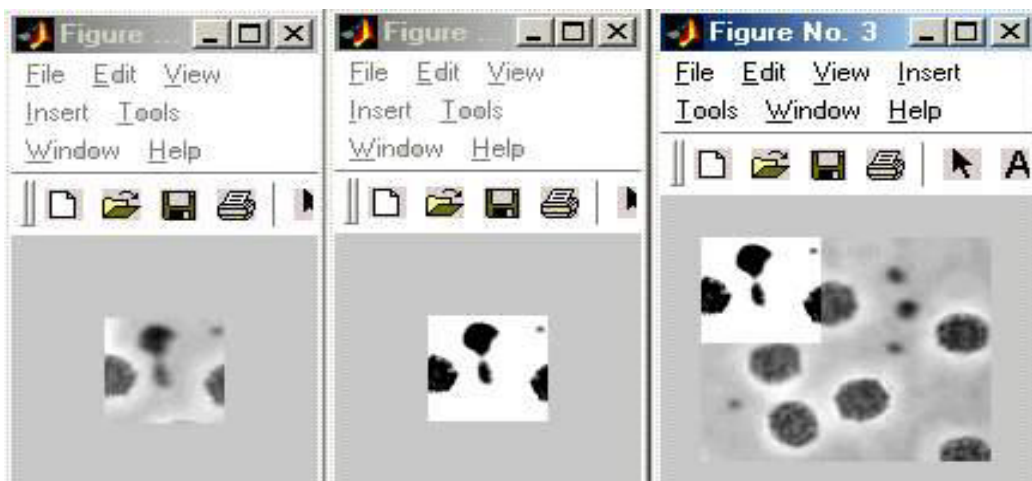 Figure ...
File Edit View
Insert Tools
Window Help
Figure ...
File Edit View
Insert Tools
Window Help
Figure No. 3
File Edit View Insert
Tools Window Help
A